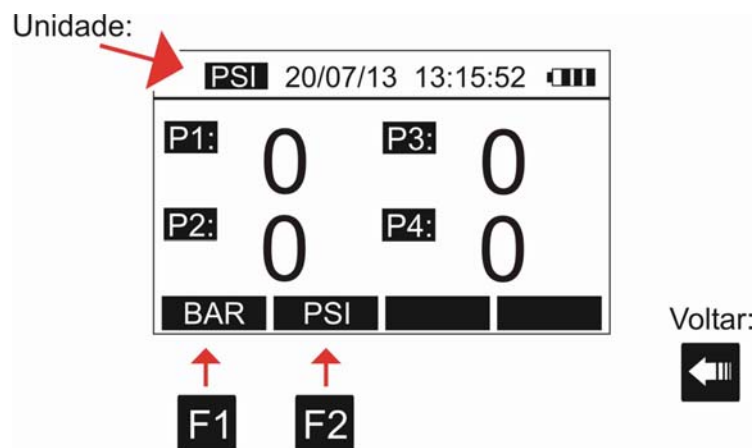 Unidade:
PSI 20/07/13 13:15:52
P1: 0 P3: 0
P2: 0 P4: 0
BAR PSI
Voltar:
F1 F2